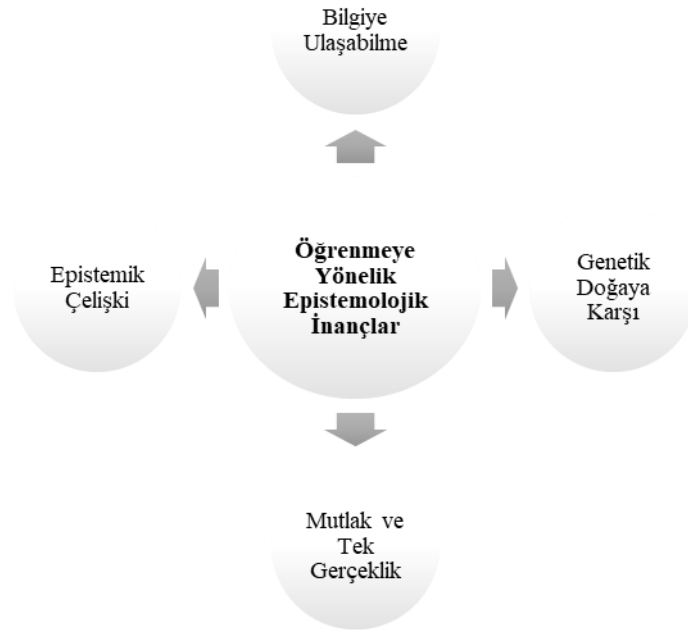 Bilgiye
Ulaşabilme
Öğrenmeye
Yönelik
Epistemolojik
İnançlar
Epistemik
Çelişki
Genetik
Doğaya
Karşı
Mutlak ve
Tek
Gerçeklik